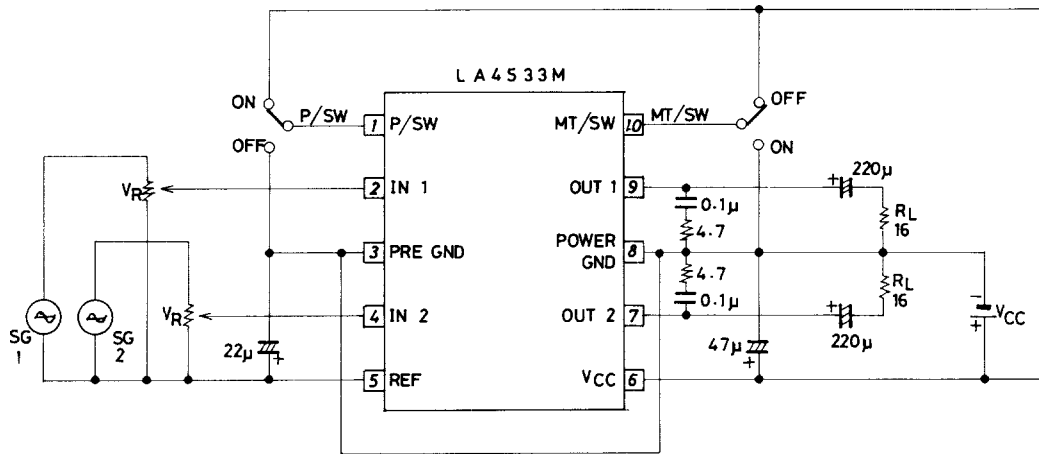 LA4533M
ON
P/SW
OFF
1 P/SW
MT/SW 10
MT/SW
OFF
ON
VR
2 IN 1
OUT 1 9
220μ
+
0.1μ
4.7
RL
16
3 PRE GND
POWER
GND 8
4.7
0.1μ
RL
16
VR
4 IN 2
OUT 2 7
+
220μ
SG
1
SG
2
22μ
+
47μ
+
-
+
VCC
5 REF
VCC 6